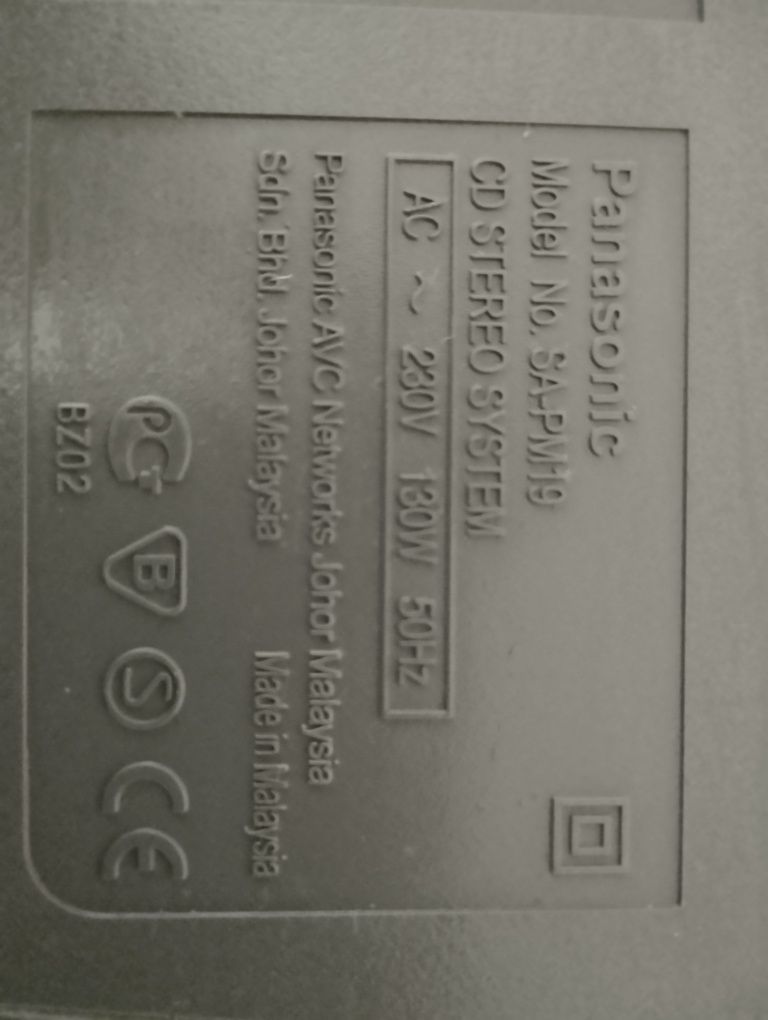 Panasonic
Model No. SA-PM19
CD STEREO SYSTEM
AC ~ 230V 130W 50Hz
Panasonic AVC Networks Johor Malaysia
Sdn. Bhd. Johor Malaysia Made in Malaysia
PCT B S CE
BZ02